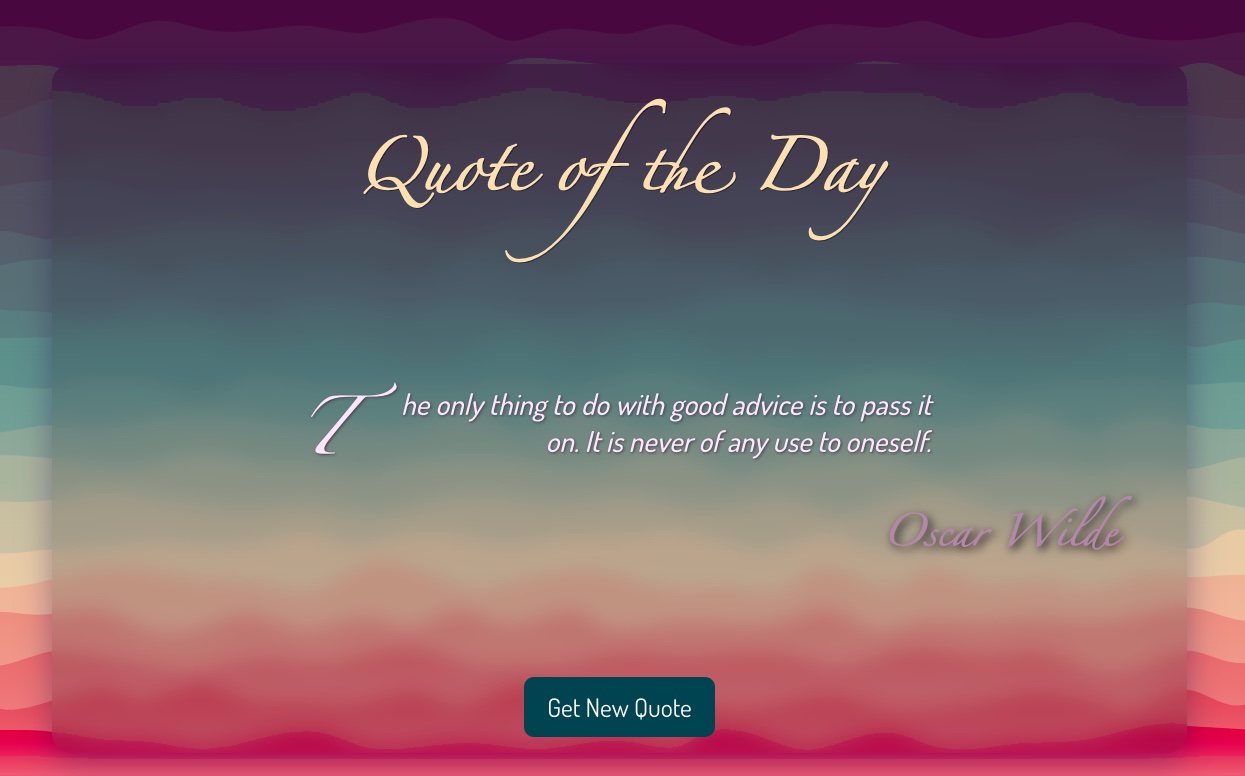 Quote of the Day
The only thing to do with good advice is to pass it
on. It is never of any use to oneself.
Oscar Wilde
Get New Quote